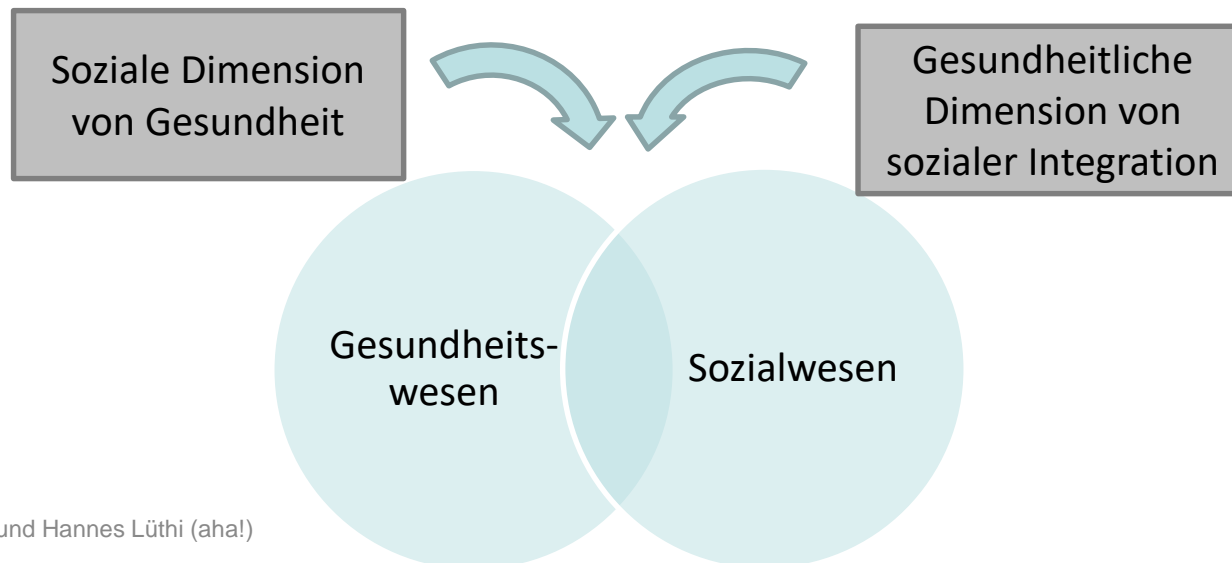 Soziale Dimension
von Gesundheit
Gesundheitliche
Dimension von
sozialer Integration
Gesundheits-
wesen
Sozialwesen
und Hannes Lüthi (aha!)